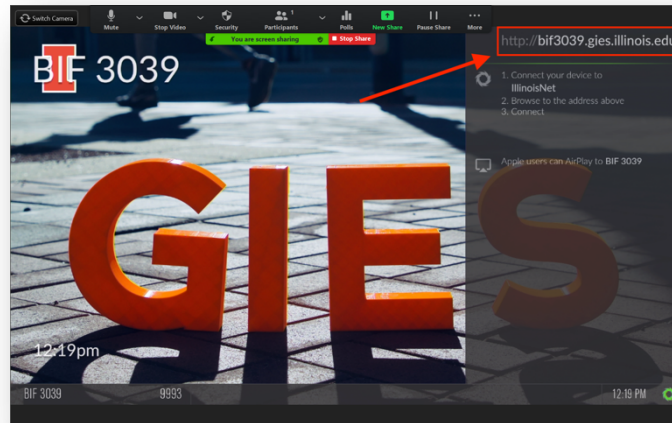 Switch Camera
Mute
Stop Video
Security
Participants
1
Polls
New Share
Pause Share
More
You are screen sharing
Stop Share
http://bif3039.gies.illinois.edu
BIF 3039
1. Connect your device to
IllinoisNet
2. Browse to the address above
3. Connect
Apple users can AirPlay to BIF 3039
GIES
12:19pm
BIF 3039
9993
12:19 PM